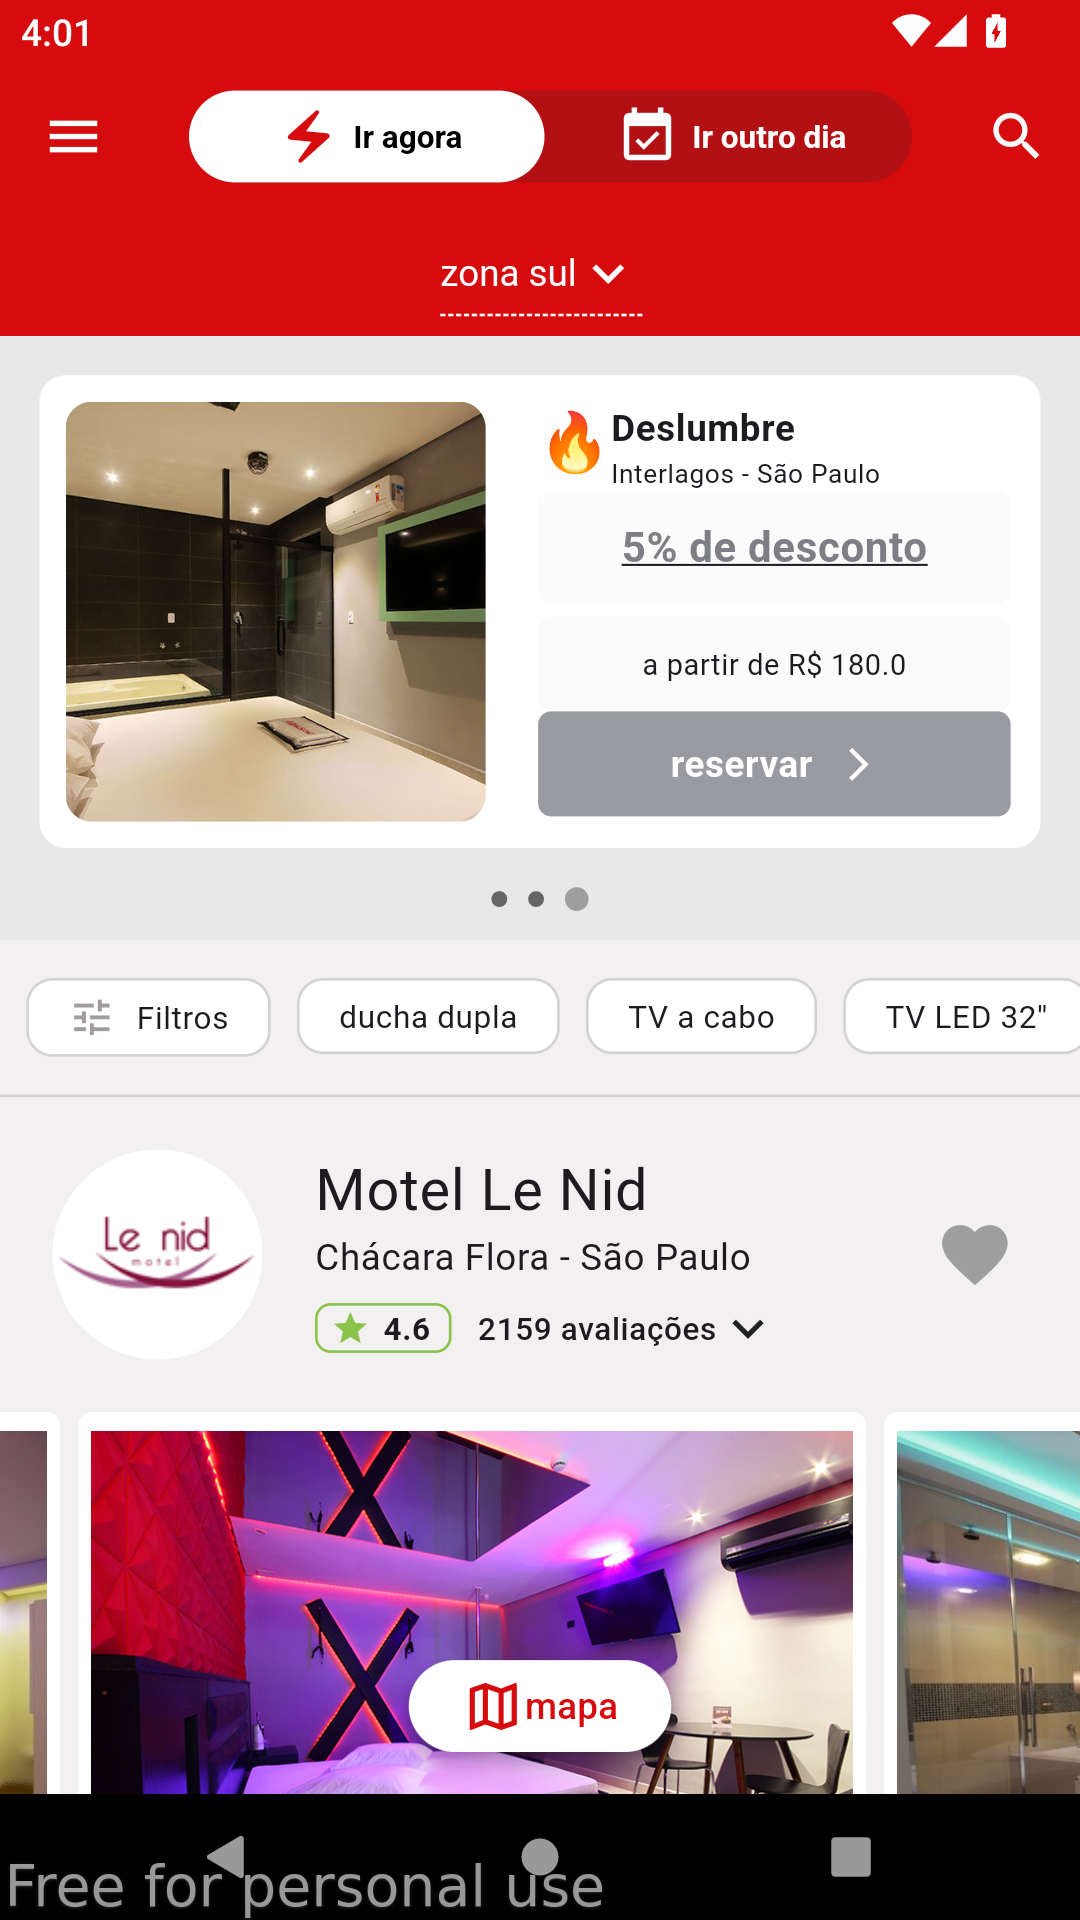 4:01
Ir agora
Ir outro dia
zona sul
Deslumbre
Interlagos - São Paulo
5% de desconto
a partir de R$ 180.0
reservar
Filtros
ducha dupla
TV a cabo
TV LED 32"
Le nid
motel
Motel Le Nid
Chácara Flora - São Paulo
4.6
2159 avaliações
mapa
Free for personal use